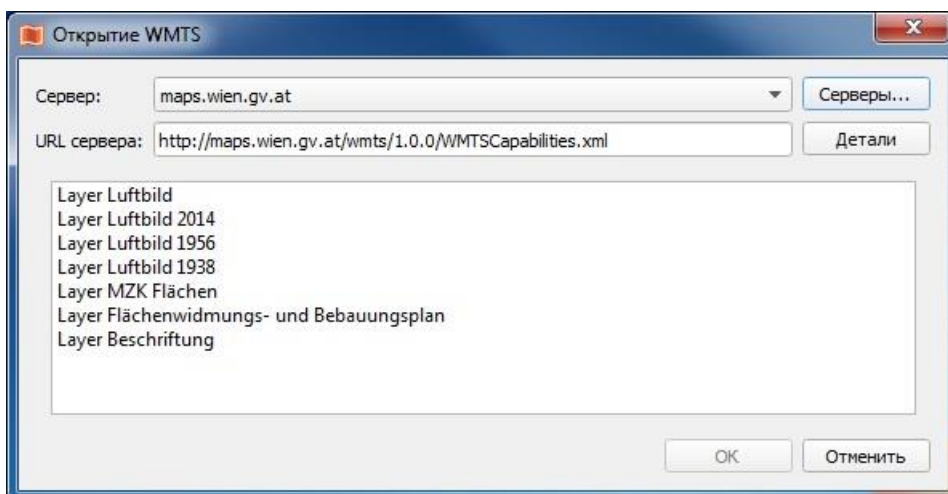 Открытие WMTS
Сервер: maps.wien.gv.at Серверы...
URL сервера: http://maps.wien.gv.at/wmts/1.0.0/WMTSCapabilities.xml Детали
Layer Luftbild
Layer Luftbild 2014
Layer Luftbild 1956
Layer Luftbild 1938
Layer MZK Flächen
Layer Flächenwidmungs- und Bebauungsplan
Layer Beschriftung
OK Отменить